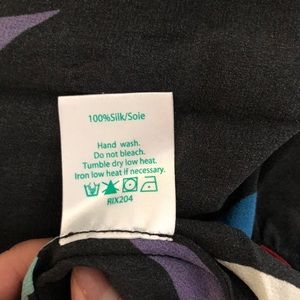 100%Silk/Soie
Hand wash.
Do not bleach.
Tumble dry low heat.
Iron low heat if necessary.
RIX204